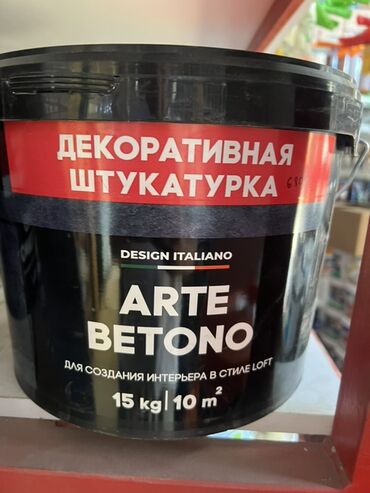 ДЕКОРАТИВНАЯ
ШТУКАТУРКА
DESIGN ITALIANO
ARTE
BETONO
ДЛЯ СОЗДАНИЯ ИНТЕРЬЕРА В СТИЛЕ LOFT
15 kg | 10 m²